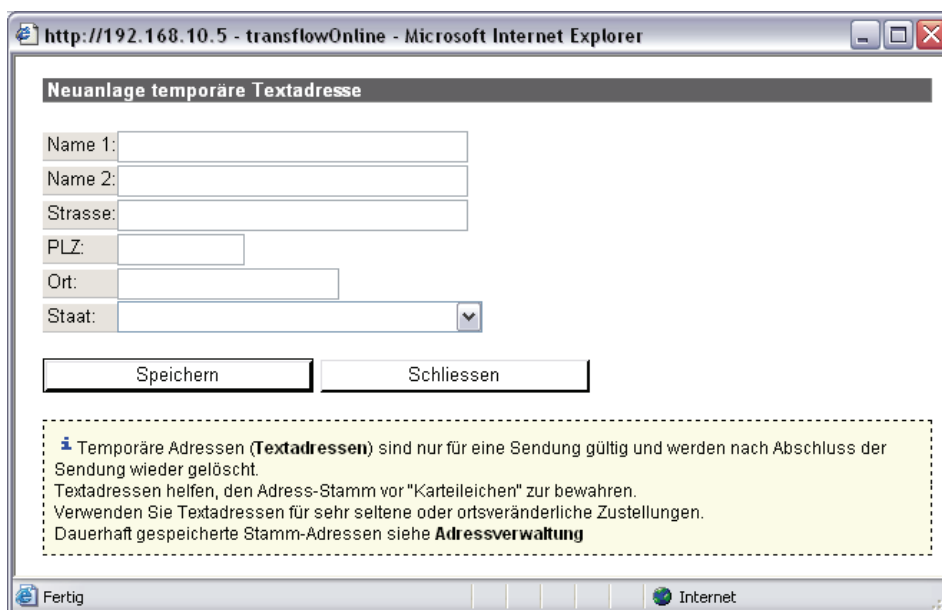 http://192.168.10.5 - transflowOnline - Microsoft Internet Explorer
Neuanlage temporäre Textadresse
Name 1:
Name 2:
Strasse:
PLZ:
Ort:
Staat:
Speichern Schliessen
i Temporäre Adressen (Textadressen) sind nur für eine Sendung gültig und werden nach Abschluss der
Sendung wieder gelöscht.
Textadressen helfen, den Adress-Stamm vor "Karteileichen" zur bewahren.
Verwenden Sie Textadressen für sehr seltene oder ortsveränderliche Zustellungen.
Dauerhaft gespeicherte Stamm-Adressen siehe Adressverwaltung
Fertig Internet